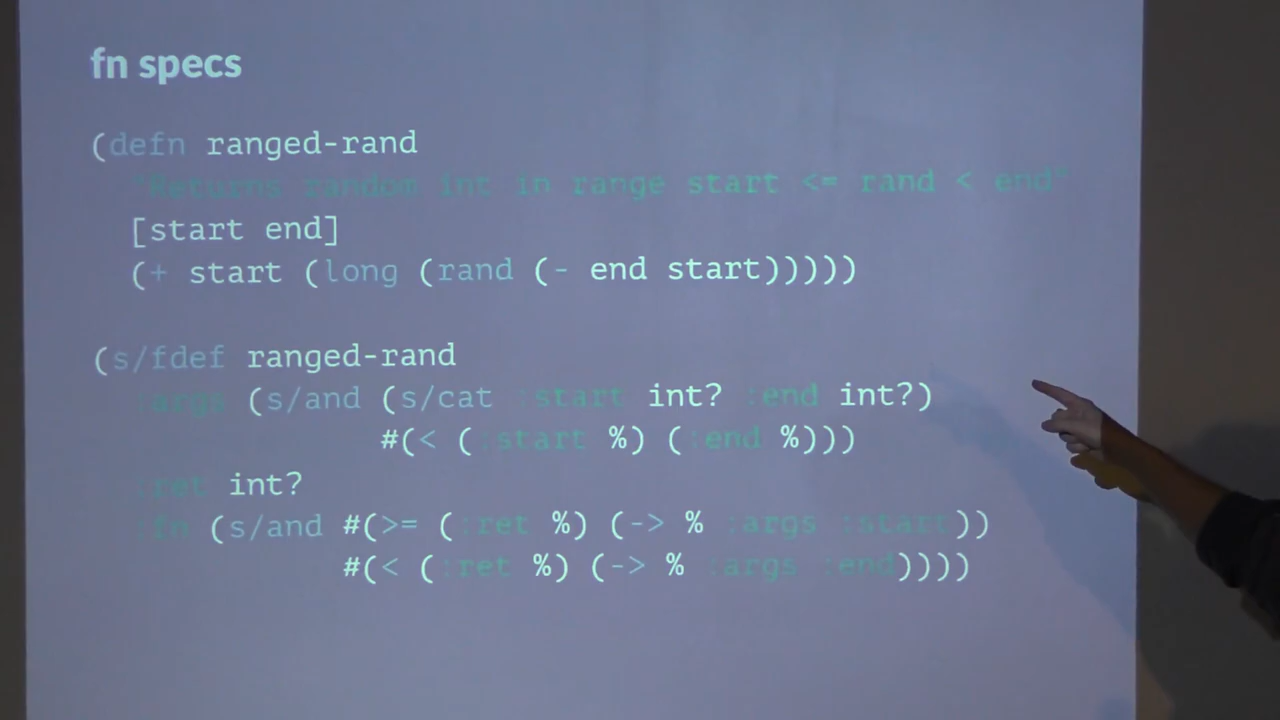 fn specs
(defn ranged-rand
"Returns random int in range start <= rand < end"
[start end]
(+ start (long (rand (- end start)))))
(s/fdef ranged-rand
:args (s/and (s/cat :start int? :end int?)
#(< (:start %) (:end %)))
:ret int?
:fn (s/and #(>= (:ret %) (-> % :args :start))
#(< (:ret %) (-> % :args :end))))